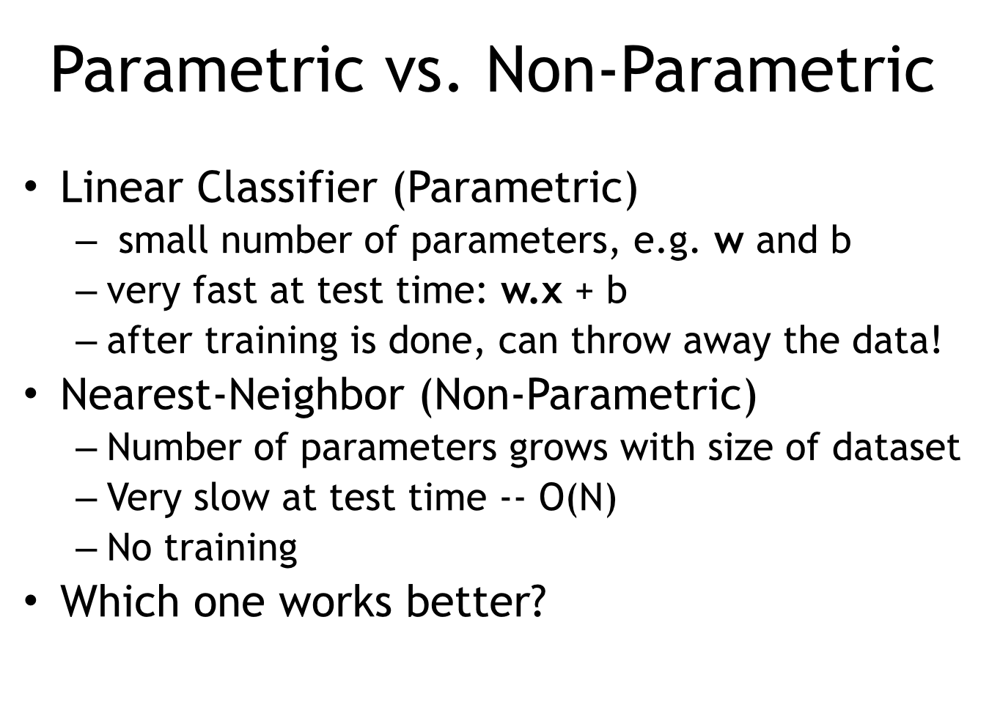 Parametric vs. Non-Parametric
• Linear Classifier (Parametric)
– small number of parameters, e.g. w and b
– very fast at test time: w.x + b
– after training is done, can throw away the data!
• Nearest-Neighbor (Non-Parametric)
– Number of parameters grows with size of dataset
– Very slow at test time -- O(N)
– No training
• Which one works better?